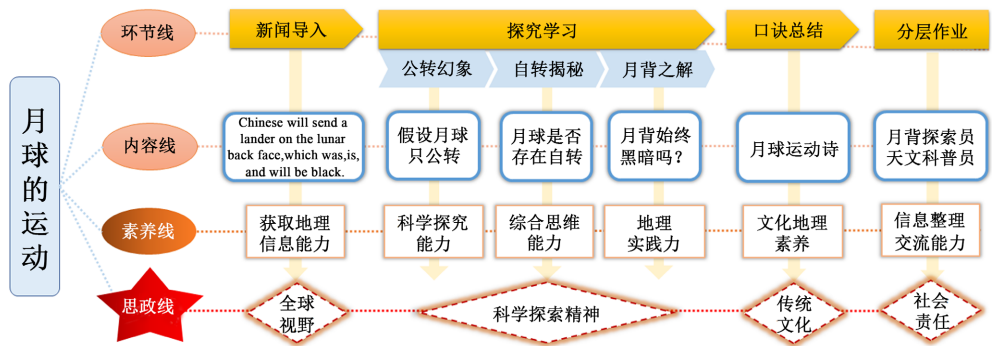 月球的运动
环节线
新闻导入
探究学习
口诀总结
分层作业
公转幻象
自转揭秘
月背之解
内容线
Chinese will send a
lander on the lunar
back face,which was,is,
and will be black.
假设月球
只公转
月球是否
存在自转
月背始终
黑暗吗？
月球运动诗
月背探索员
天文科普员
素养线
获取地理
信息能力
科学探究
能力
综合思维
能力
地理
实践力
文化地理
素养
信息整理
交流能力
思政线
全球
视野
科学探索精神
传统
文化
社会
责任